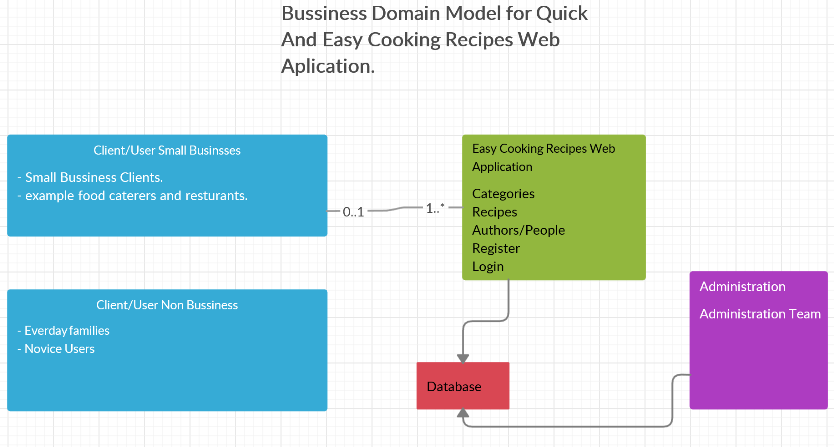 Bussiness Domain Model for Quick
And Easy Cooking Recipes Web
Aplication.
Client/User Small Businsses
- Small Bussiness Clients.
- example food caterers and resturants.
0..1
1..*
Easy Cooking Recipes Web
Application
Categories
Recipes
Authors/People
Register
Login
Client/User Non Bussiness
- Everday families
- Novice Users
Administration
Administration Team
Database